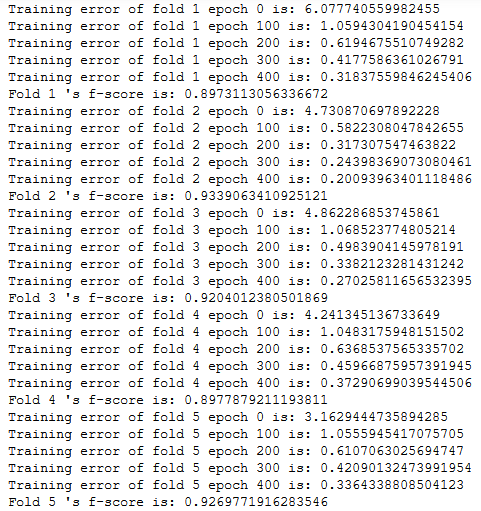 Training error of fold 1 epoch 0 is: 6.077740559982455
Training error of fold 1 epoch 100 is: 1.0594304190454154
Training error of fold 1 epoch 200 is: 0.6194675510749282
Training error of fold 1 epoch 300 is: 0.4177586361026791
Training error of fold 1 epoch 400 is: 0.31837559846245406
Fold 1 's f-score is: 0.8973113056336672
Training error of fold 2 epoch 0 is: 4.730870697892228
Training error of fold 2 epoch 100 is: 0.5822308047842655
Training error of fold 2 epoch 200 is: 0.317307547463822
Training error of fold 2 epoch 300 is: 0.24398369073080461
Training error of fold 2 epoch 400 is: 0.20093963401118486
Fold 2 's f-score is: 0.9339063410925121
Training error of fold 3 epoch 0 is: 4.862286853745861
Training error of fold 3 epoch 100 is: 1.068523774805214
Training error of fold 3 epoch 200 is: 0.4983904145978191
Training error of fold 3 epoch 300 is: 0.3382123281431242
Training error of fold 3 epoch 400 is: 0.27025811656532395
Fold 3 's f-score is: 0.9204012380501869
Training error of fold 4 epoch 0 is: 4.241345136733649
Training error of fold 4 epoch 100 is: 1.0483175948151502
Training error of fold 4 epoch 200 is: 0.6368537565335702
Training error of fold 4 epoch 300 is: 0.45966875957391945
Training error of fold 4 epoch 400 is: 0.37290699039544506
Fold 4 's f-score is: 0.8977879211193811
Training error of fold 5 epoch 0 is: 3.1629444735894285
Training error of fold 5 epoch 100 is: 1.0555945417075705
Training error of fold 5 epoch 200 is: 0.6107063025694747
Training error of fold 5 epoch 300 is: 0.42090132473991954
Training error of fold 5 epoch 400 is: 0.3364338808504123
Fold 5 's f-score is: 0.9269771916283546